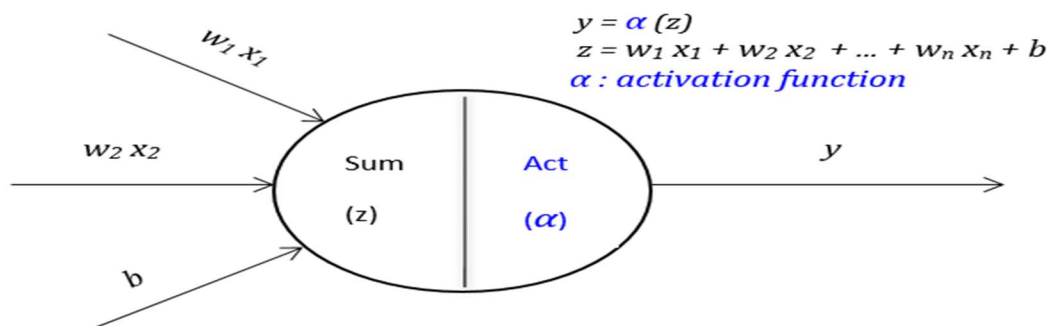 y = α (z)
z = w₁ x₁ + w₂ x₂ + ... + wₙ xₙ + b
α : activation function
w₁ x₁
w₂ x₂
b
Sum
(z)
Act
(α)
y